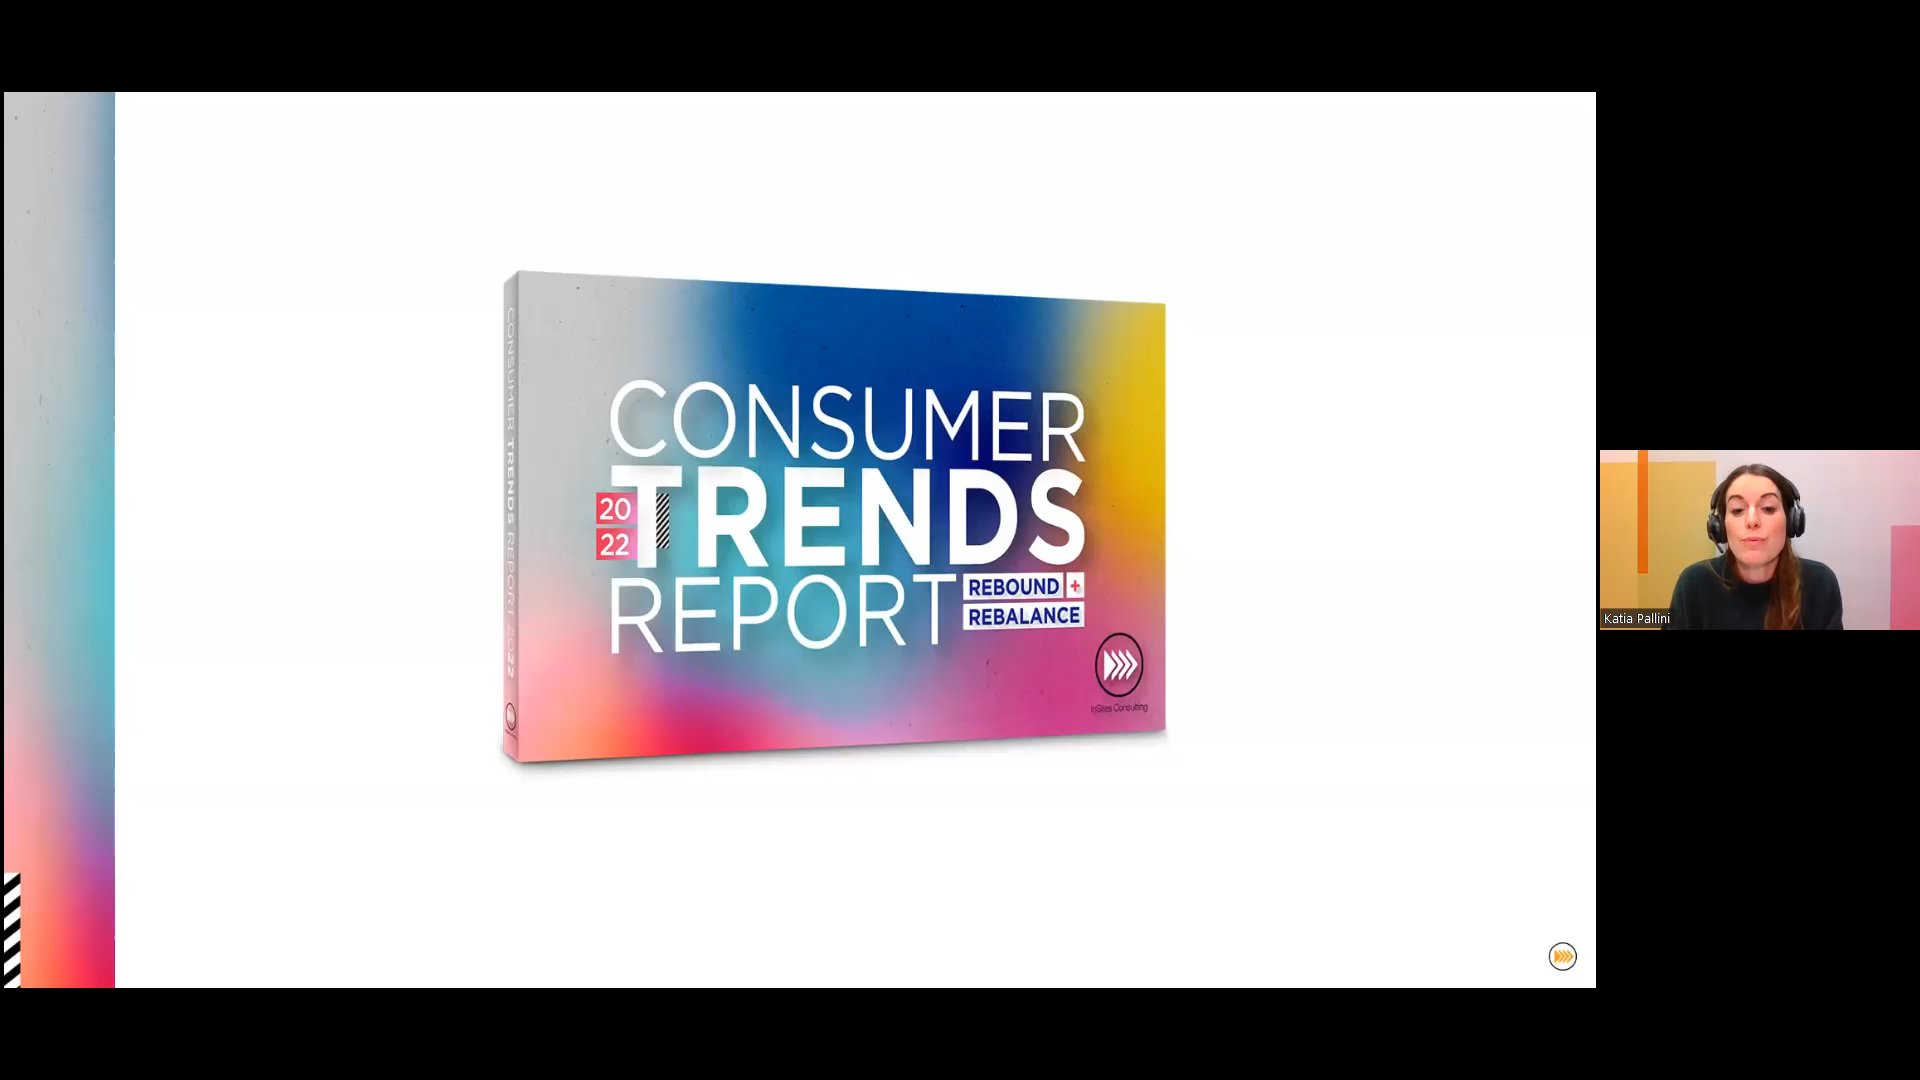 CONSUMER
TRENDS
20
22
REPORT
REBOUND +
REBALANCE
InSites Consulting
CONSUMER TRENDS REPORT 2022
Katia Pallini